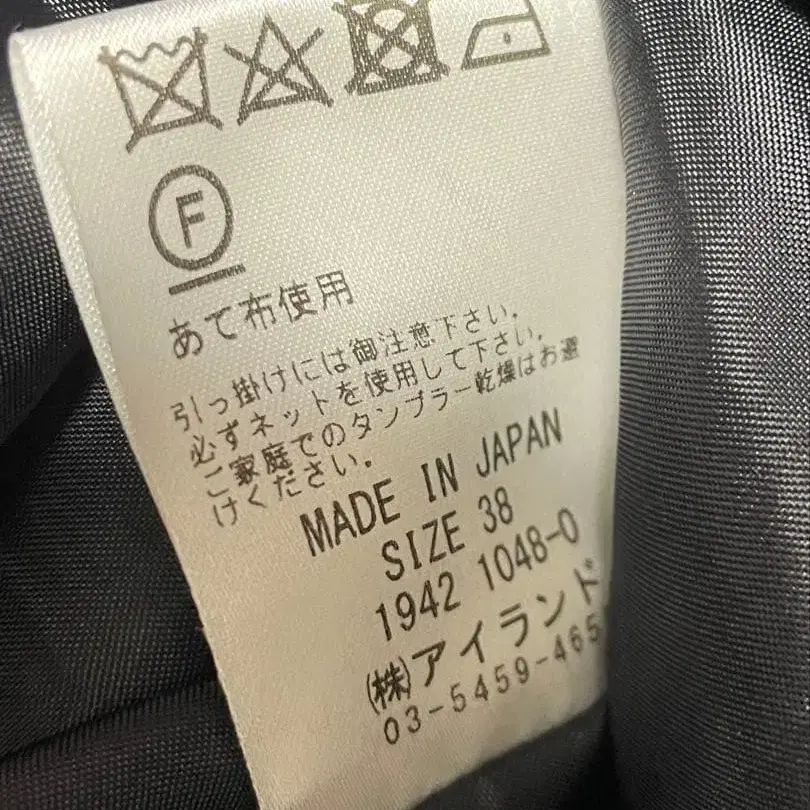 F
あて布使用
引っ掛けには御注意下さい.
必ずネットを使用して下さい.
ご家庭でのタンブラー乾燥はお避
けください.
MADE IN JAPAN
SIZE 38
1942 1048-0
㈱アイランド
03-5459-465